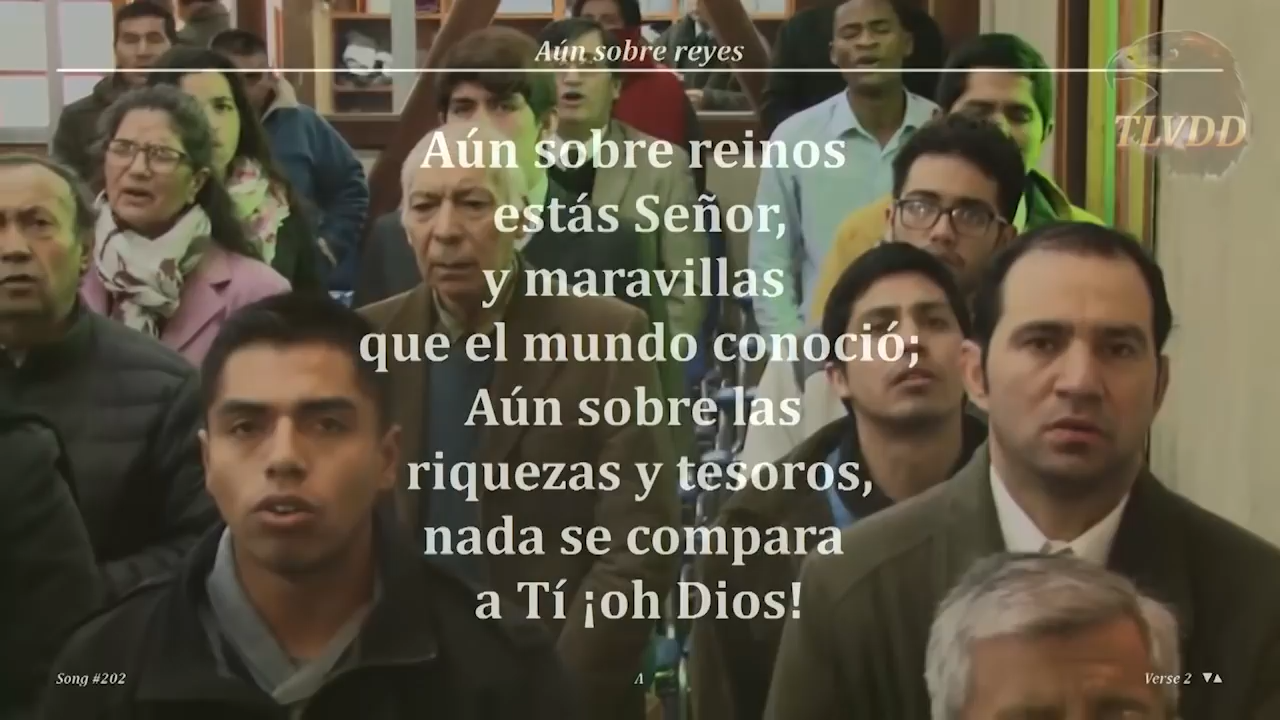 Aún sobre reyes
TLVDD
Aún sobre reinos
estás Señor,
y maravillas
que el mundo conoció;
Aún sobre las
riquezas y tesoros,
nada se compara
a Tí ¡oh Dios!
Song #202
Λ
Verse 2 ▼▲